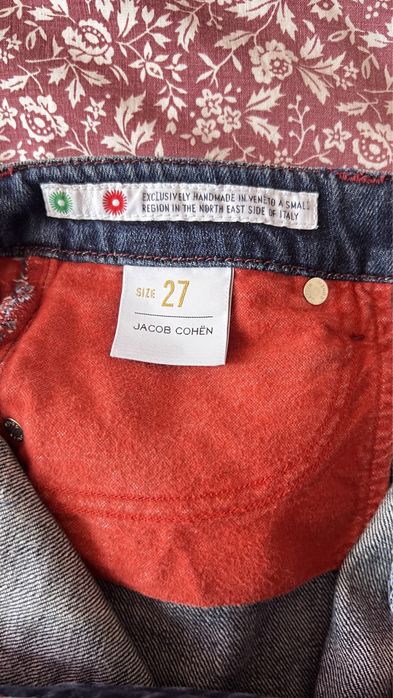 EXCLUSIVELY HANDMADE IN VENETO A SMALL
REGION IN THE NORTH EAST SIDE OF ITALY
SIZE 27
JACOB COHËN